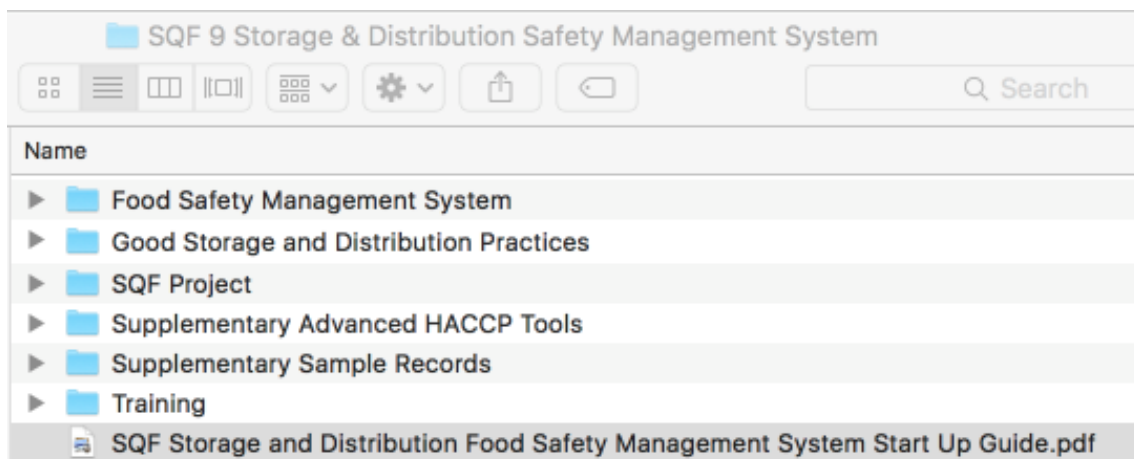 SQF 9 Storage & Distribution Safety Management System
Search
Name
Food Safety Management System
Good Storage and Distribution Practices
SQF Project
Supplementary Advanced HACCP Tools
Supplementary Sample Records
Training
SQF Storage and Distribution Food Safety Management System Start Up Guide.pdf